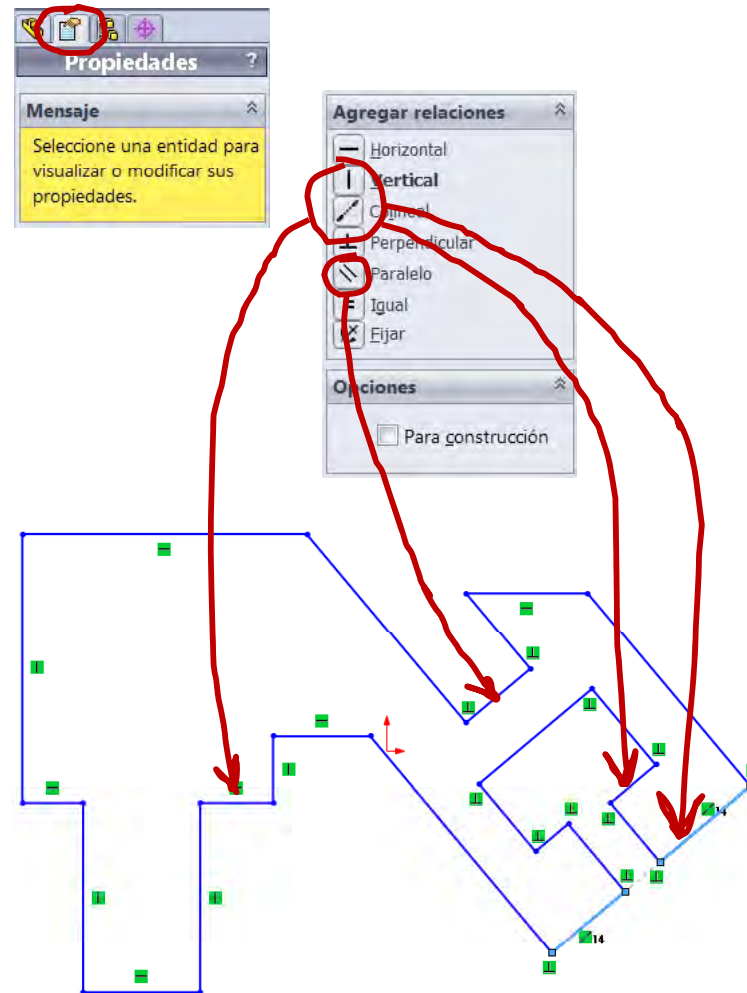 Propiedades ?
Mensaje
Seleccione una entidad para
visualizar o modificar sus
propiedades.
Agregar relaciones
Horizontal
Vertical
Colineal
Perpendicular
Paralelo
Igual
Fijar
Opciones
Para construcción
14
14